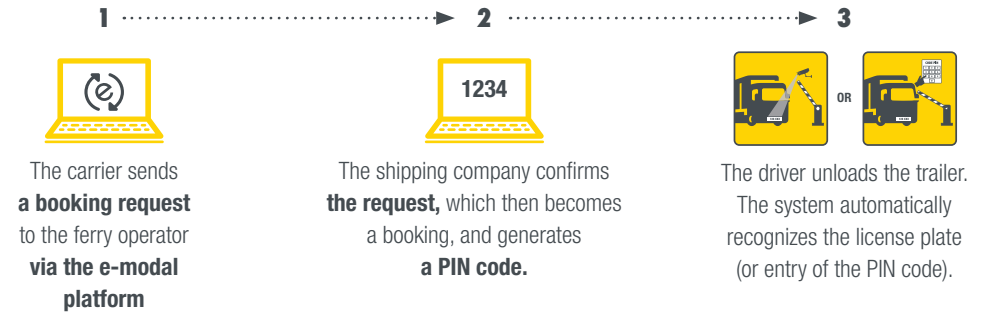 1
2
3
e
1234
OR
The carrier sends
a booking request
to the ferry operator
via the e-modal
platform
The shipping company confirms
the request, which then becomes
a booking, and generates
a PIN code.
The driver unloads the trailer.
The system automatically
recognizes the license plate
(or entry of the PIN code).